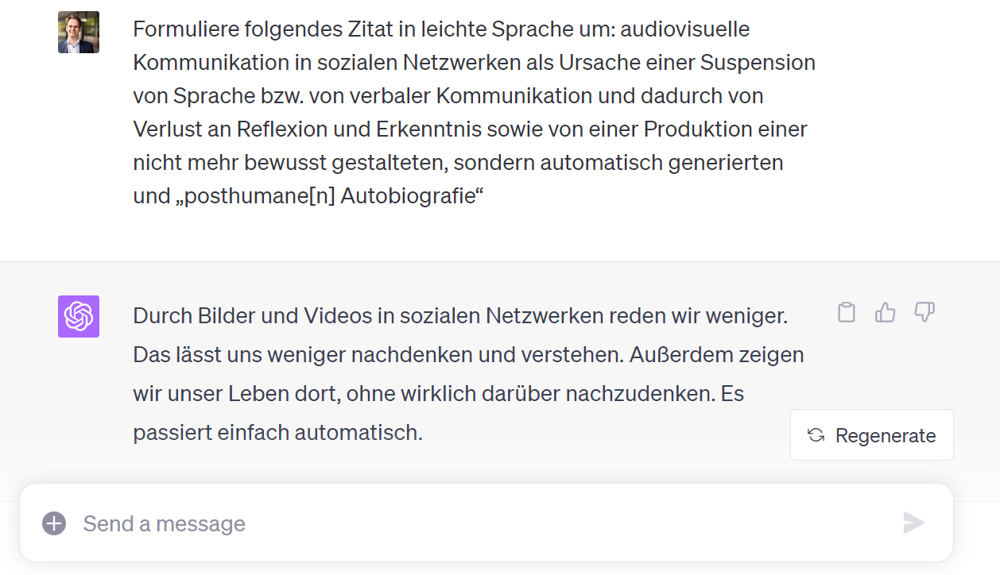 Formuliere folgendes Zitat in leichte Sprache um: audiovisuelle
Kommunikation in sozialen Netzwerken als Ursache einer Suspension
von Sprache bzw. von verbaler Kommunikation und dadurch von
Verlust an Reflexion und Erkenntnis sowie von einer Produktion einer
nicht mehr bewusst gestalteten, sondern automatisch generierten
und „posthumane[n] Autobiografie“
Durch Bilder und Videos in sozialen Netzwerken reden wir weniger.
Das lässt uns weniger nachdenken und verstehen. Außerdem zeigen
wir unser Leben dort, ohne wirklich darüber nachzudenken. Es
passiert einfach automatisch.
Regenerate
Send a message